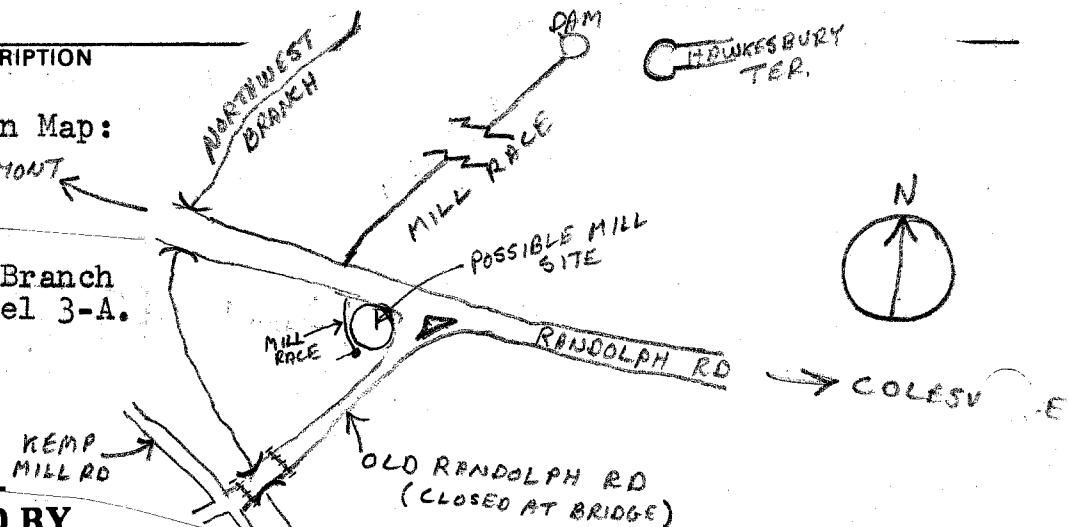 DAM
RIPTION
NORTHWEST
BRANCH
HAWKESBURY
TER.
n Map:
MONT
MILL RACE
N
POSSIBLE MILL
SITE
Branch
el 3-A.
MILL
RACE
RANDOLPH RD
COLESV E
KEMP
MILL RD
OLD RANDOLPH RD
(CLOSED AT BRIDGE)
D BY